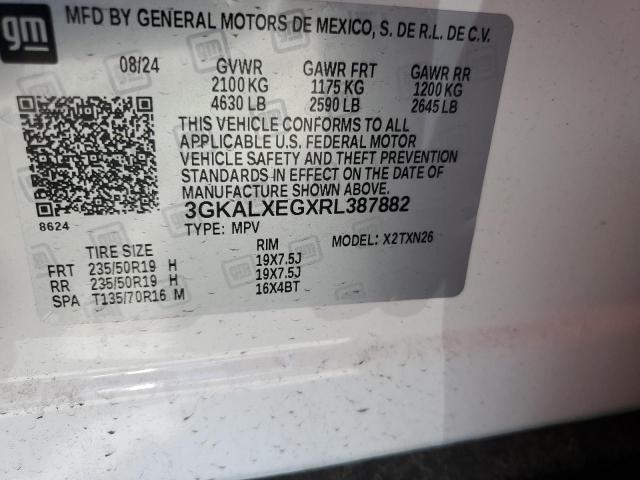 gm
MFD BY GENERAL MOTORS DE MEXICO, S. DE R.L. DE C.V.
08/24 GVWR GAWR FRT GAWR RR
2100 KG 1175 KG 1200 KG
4630 LB 2590 LB 2645 LB
THIS VEHICLE CONFORMS TO ALL
APPLICABLE U.S. FEDERAL MOTOR
VEHICLE SAFETY AND THEFT PREVENTION
STANDARDS IN EFFECT ON THE DATE OF
MANUFACTURE SHOWN ABOVE.
3GKALXEGXRL387882
8624 TYPE: MPV MODEL: X2TXN26
TIRE SIZE RIM
FRT 235/50R19 H 19X7.5J
RR 235/50R19 H 19X7.5J
SPA T135/70R16 M 16X4BT